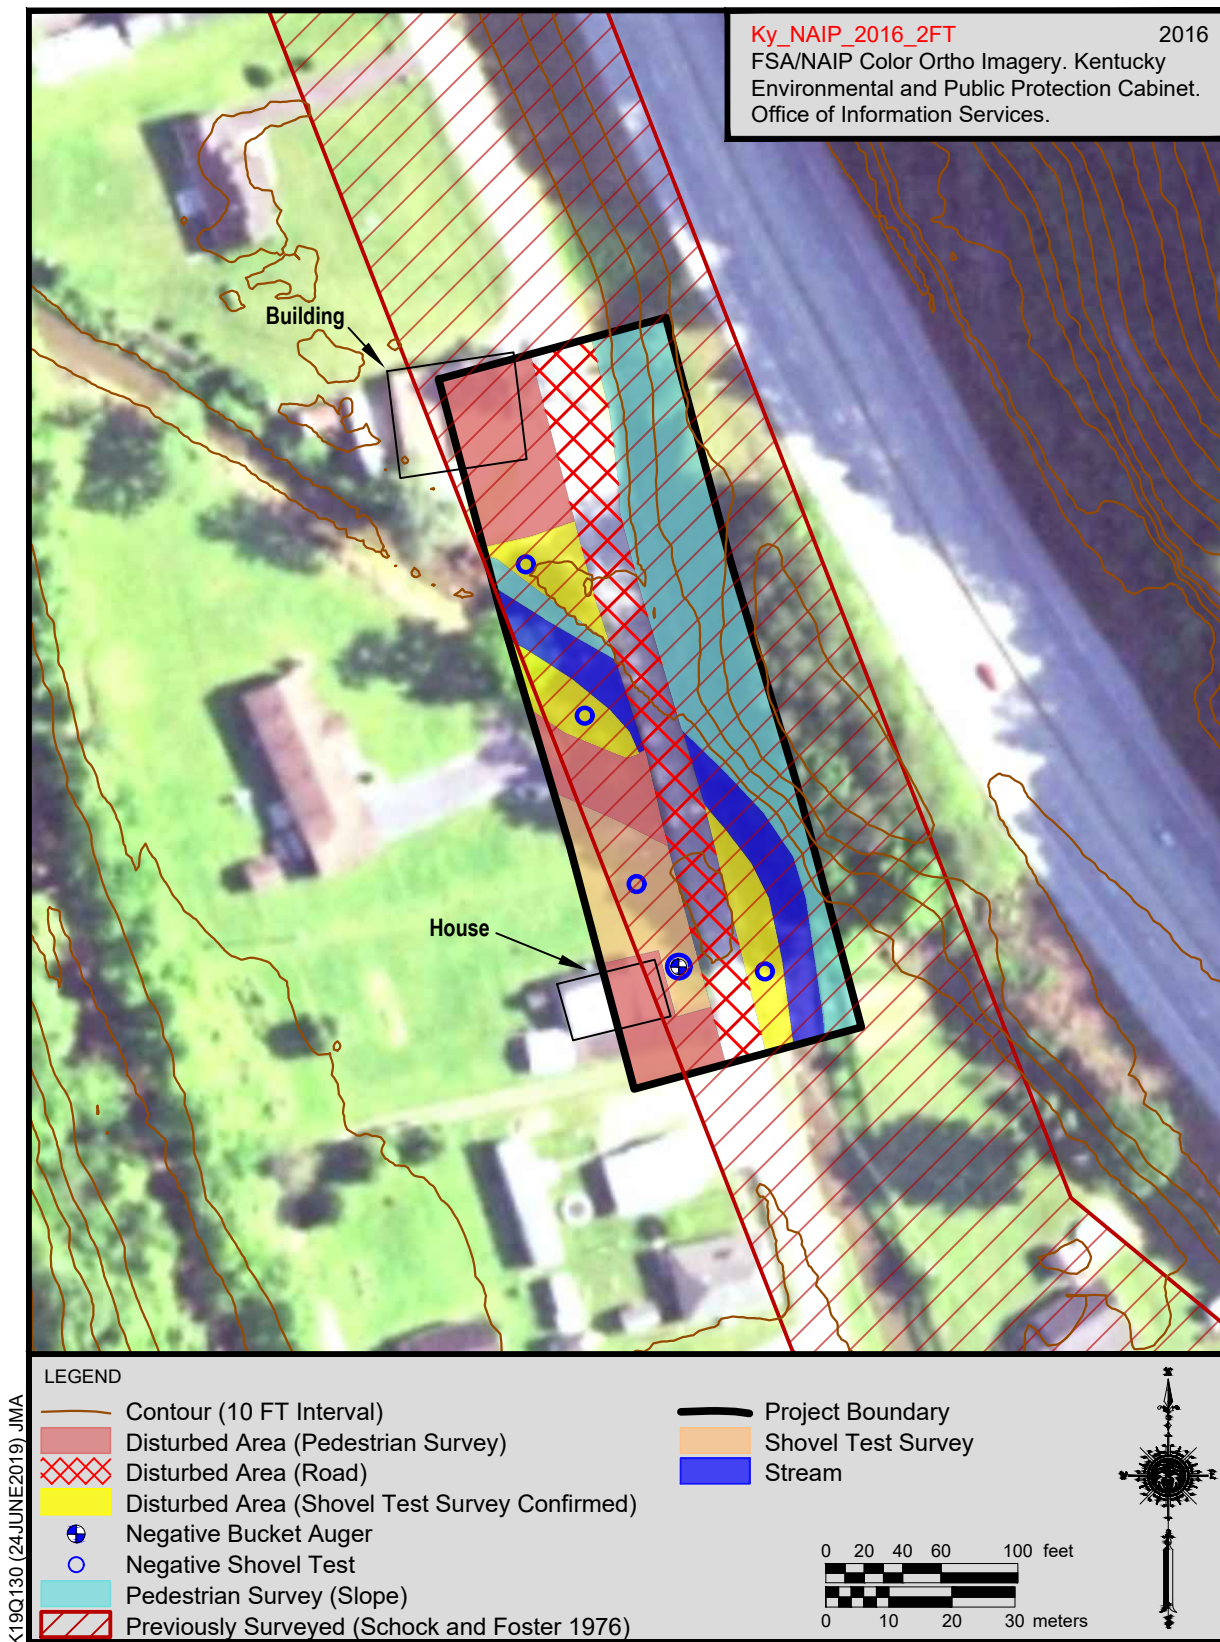 Ky_NAIP_2016_2FT 2016
FSA/NAIP Color Ortho Imagery. Kentucky
Environmental and Public Protection Cabinet.
Office of Information Services.
Building
House
LEGEND
Contour (10 FT Interval)
Disturbed Area (Pedestrian Survey)
Disturbed Area (Road)
Disturbed Area (Shovel Test Survey Confirmed)
Negative Bucket Auger
Negative Shovel Test
Pedestrian Survey (Slope)
Previously Surveyed (Schock and Foster 1976)
Project Boundary
Shovel Test Survey
Stream
0 20 40 60 100 feet
0 10 20 30 meters
K19Q130 (24JUNE2019) JMA